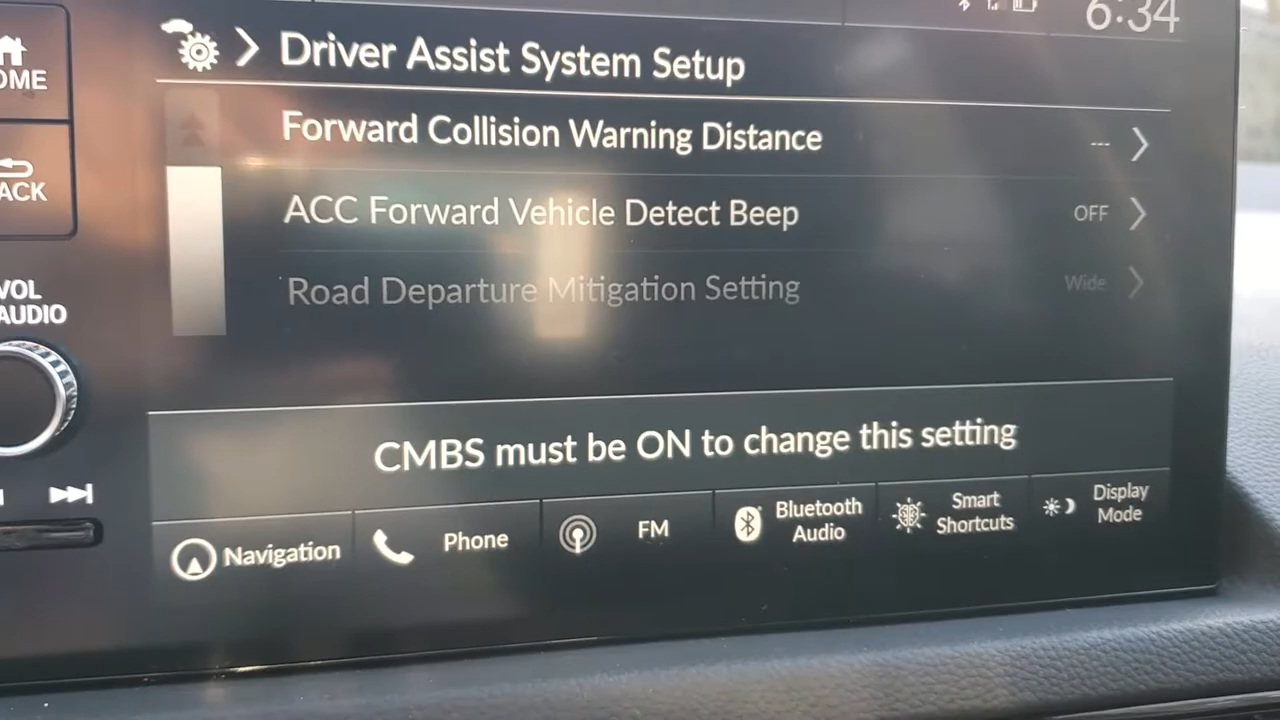 6:34
Driver Assist System Setup
OME
Forward Collision Warning Distance ---
ACK
ACC Forward Vehicle Detect Beep OFF
Road Departure Mitigation Setting Wide
VOL
AUDIO
CMBS must be ON to change this setting
Navigation
Phone
FM
Bluetooth
Audio
Smart
Shortcuts
Display
Mode